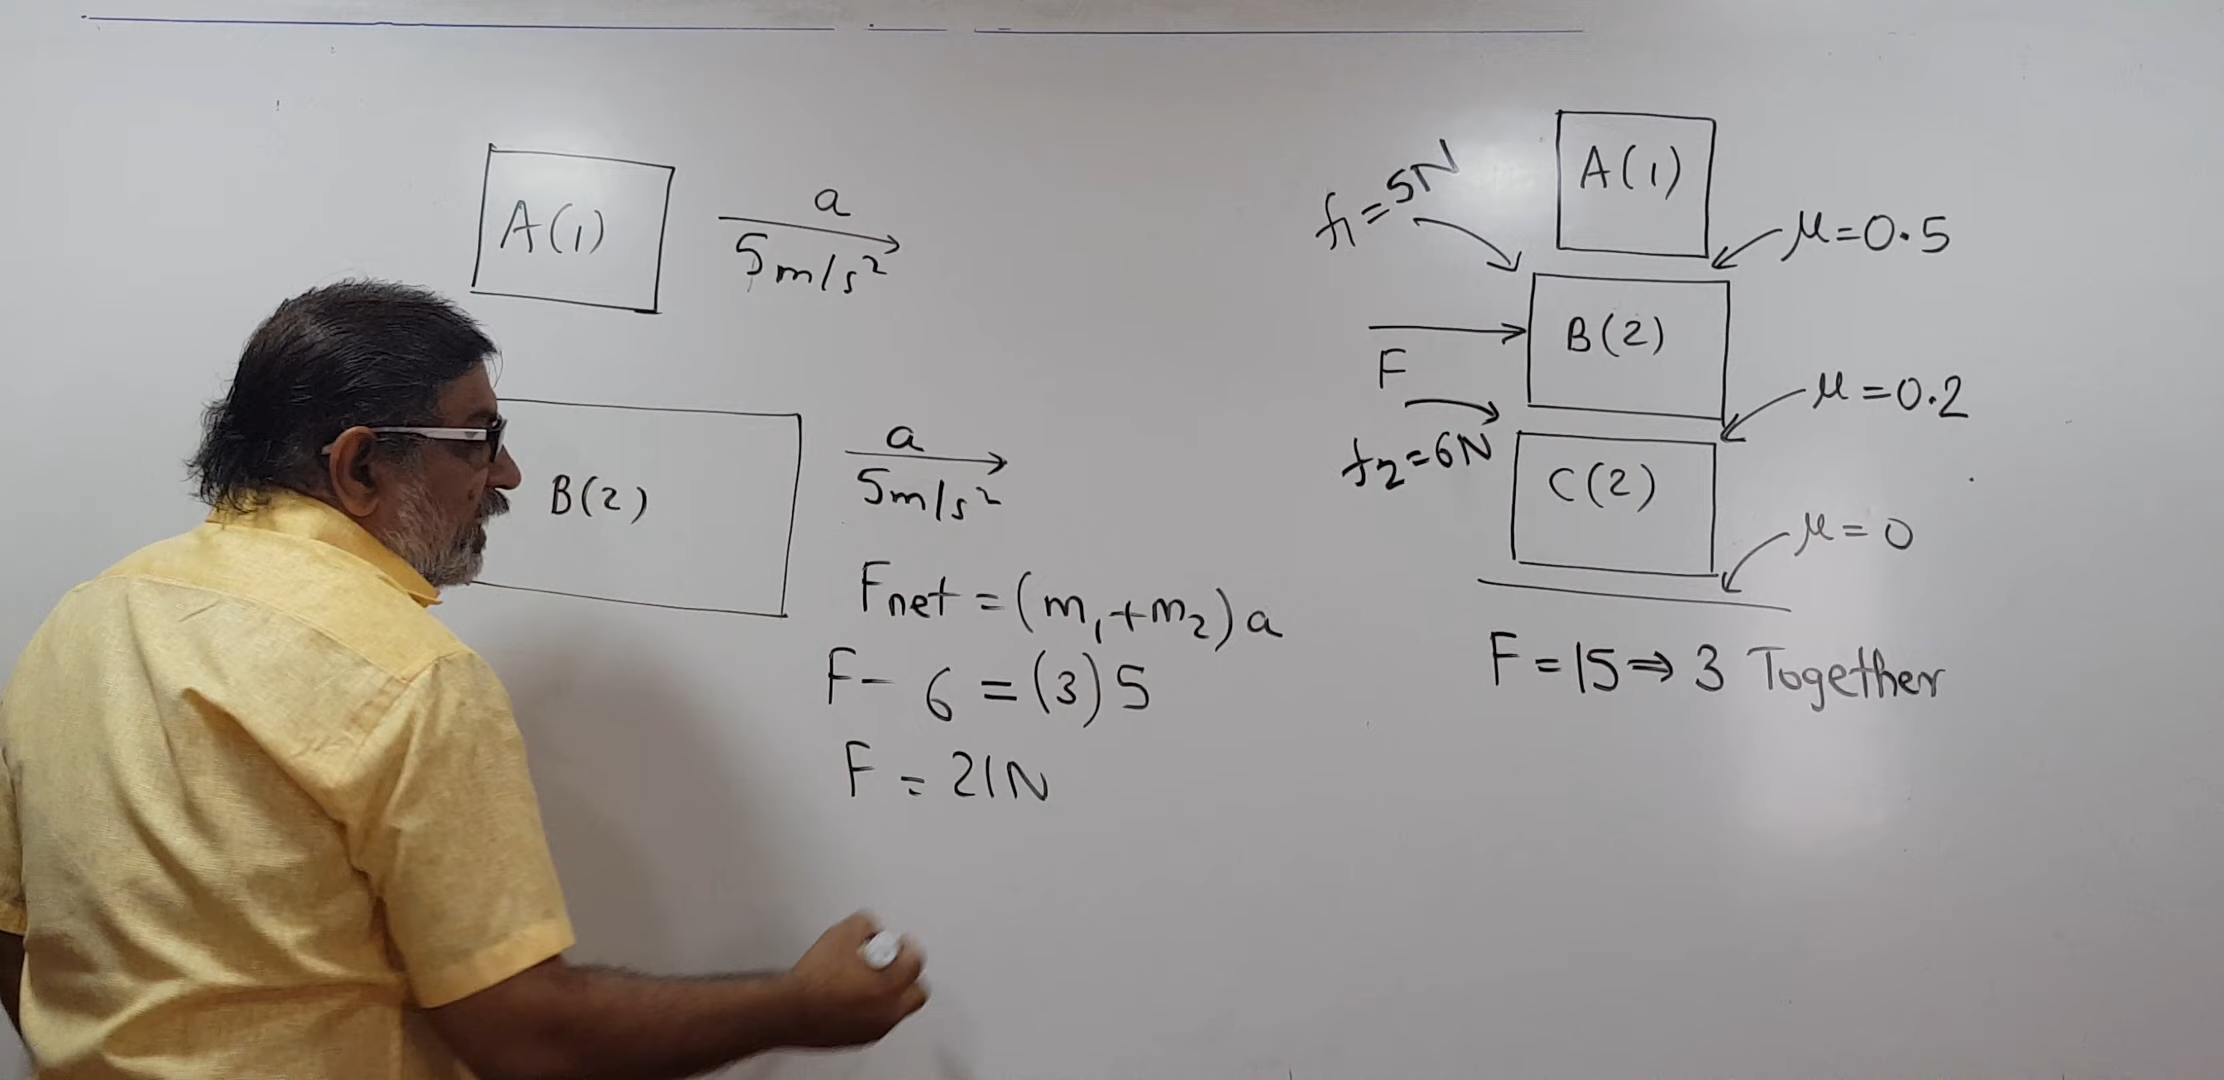 A(1)
a
5m/s²
B(2)
a
5m/s²
Fnet = (m₁+m₂)a
F- 6 = (3)5
F = 21N
A(1)
f₁=5N
μ=0.5
B(2)
F
μ=0.2
f₂=6N
C(2)
μ=0
F=15⇒3 Together